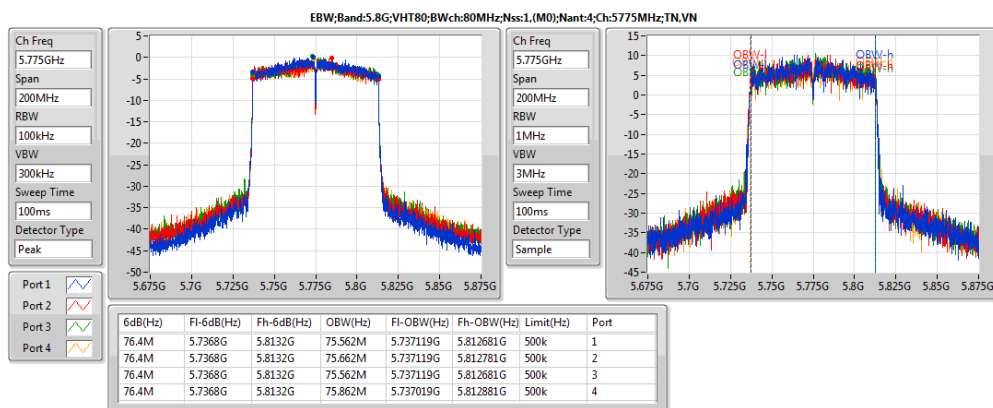 EBW;Band:5.8G;VHT80;BWch:80MHz;Nss:1,(M0);Nant:4;Ch:5775MHz;TN,VN
Ch Freq
5.775GHz
Span
200MHz
RBW
100kHz
VBW
300kHz
Sweep Time
100ms
Detector Type
Peak
5
0
-5
-10
-15
-20
-25
-30
-35
-40
-45
-50
5.675G 5.7G 5.725G 5.75G 5.775G 5.8G 5.825G 5.85G 5.875G
Ch Freq
5.775GHz
Span
200MHz
RBW
1MHz
VBW
3MHz
Sweep Time
100ms
Detector Type
Sample
15
10
5
0
-5
-10
-15
-20
-25
-30
-35
-40
-45
OBW-l OBW-h
5.675G 5.7G 5.725G 5.75G 5.775G 5.8G 5.825G 5.85G 5.875G
Port 1
Port 2
Port 3
Port 4
6dB(Hz) Fl-6dB(Hz) Fh-6dB(Hz) OBW(Hz) Fl-OBW(Hz) Fh-OBW(Hz) Limit(Hz) Port
76.4M 5.7368G 5.8132G 75.562M 5.737119G 5.812681G 500k 1
76.4M 5.7368G 5.8132G 75.662M 5.737119G 5.812781G 500k 2
76.4M 5.7368G 5.8132G 75.562M 5.737119G 5.812681G 500k 3
76.4M 5.7368G 5.8132G 75.862M 5.737019G 5.812881G 500k 4